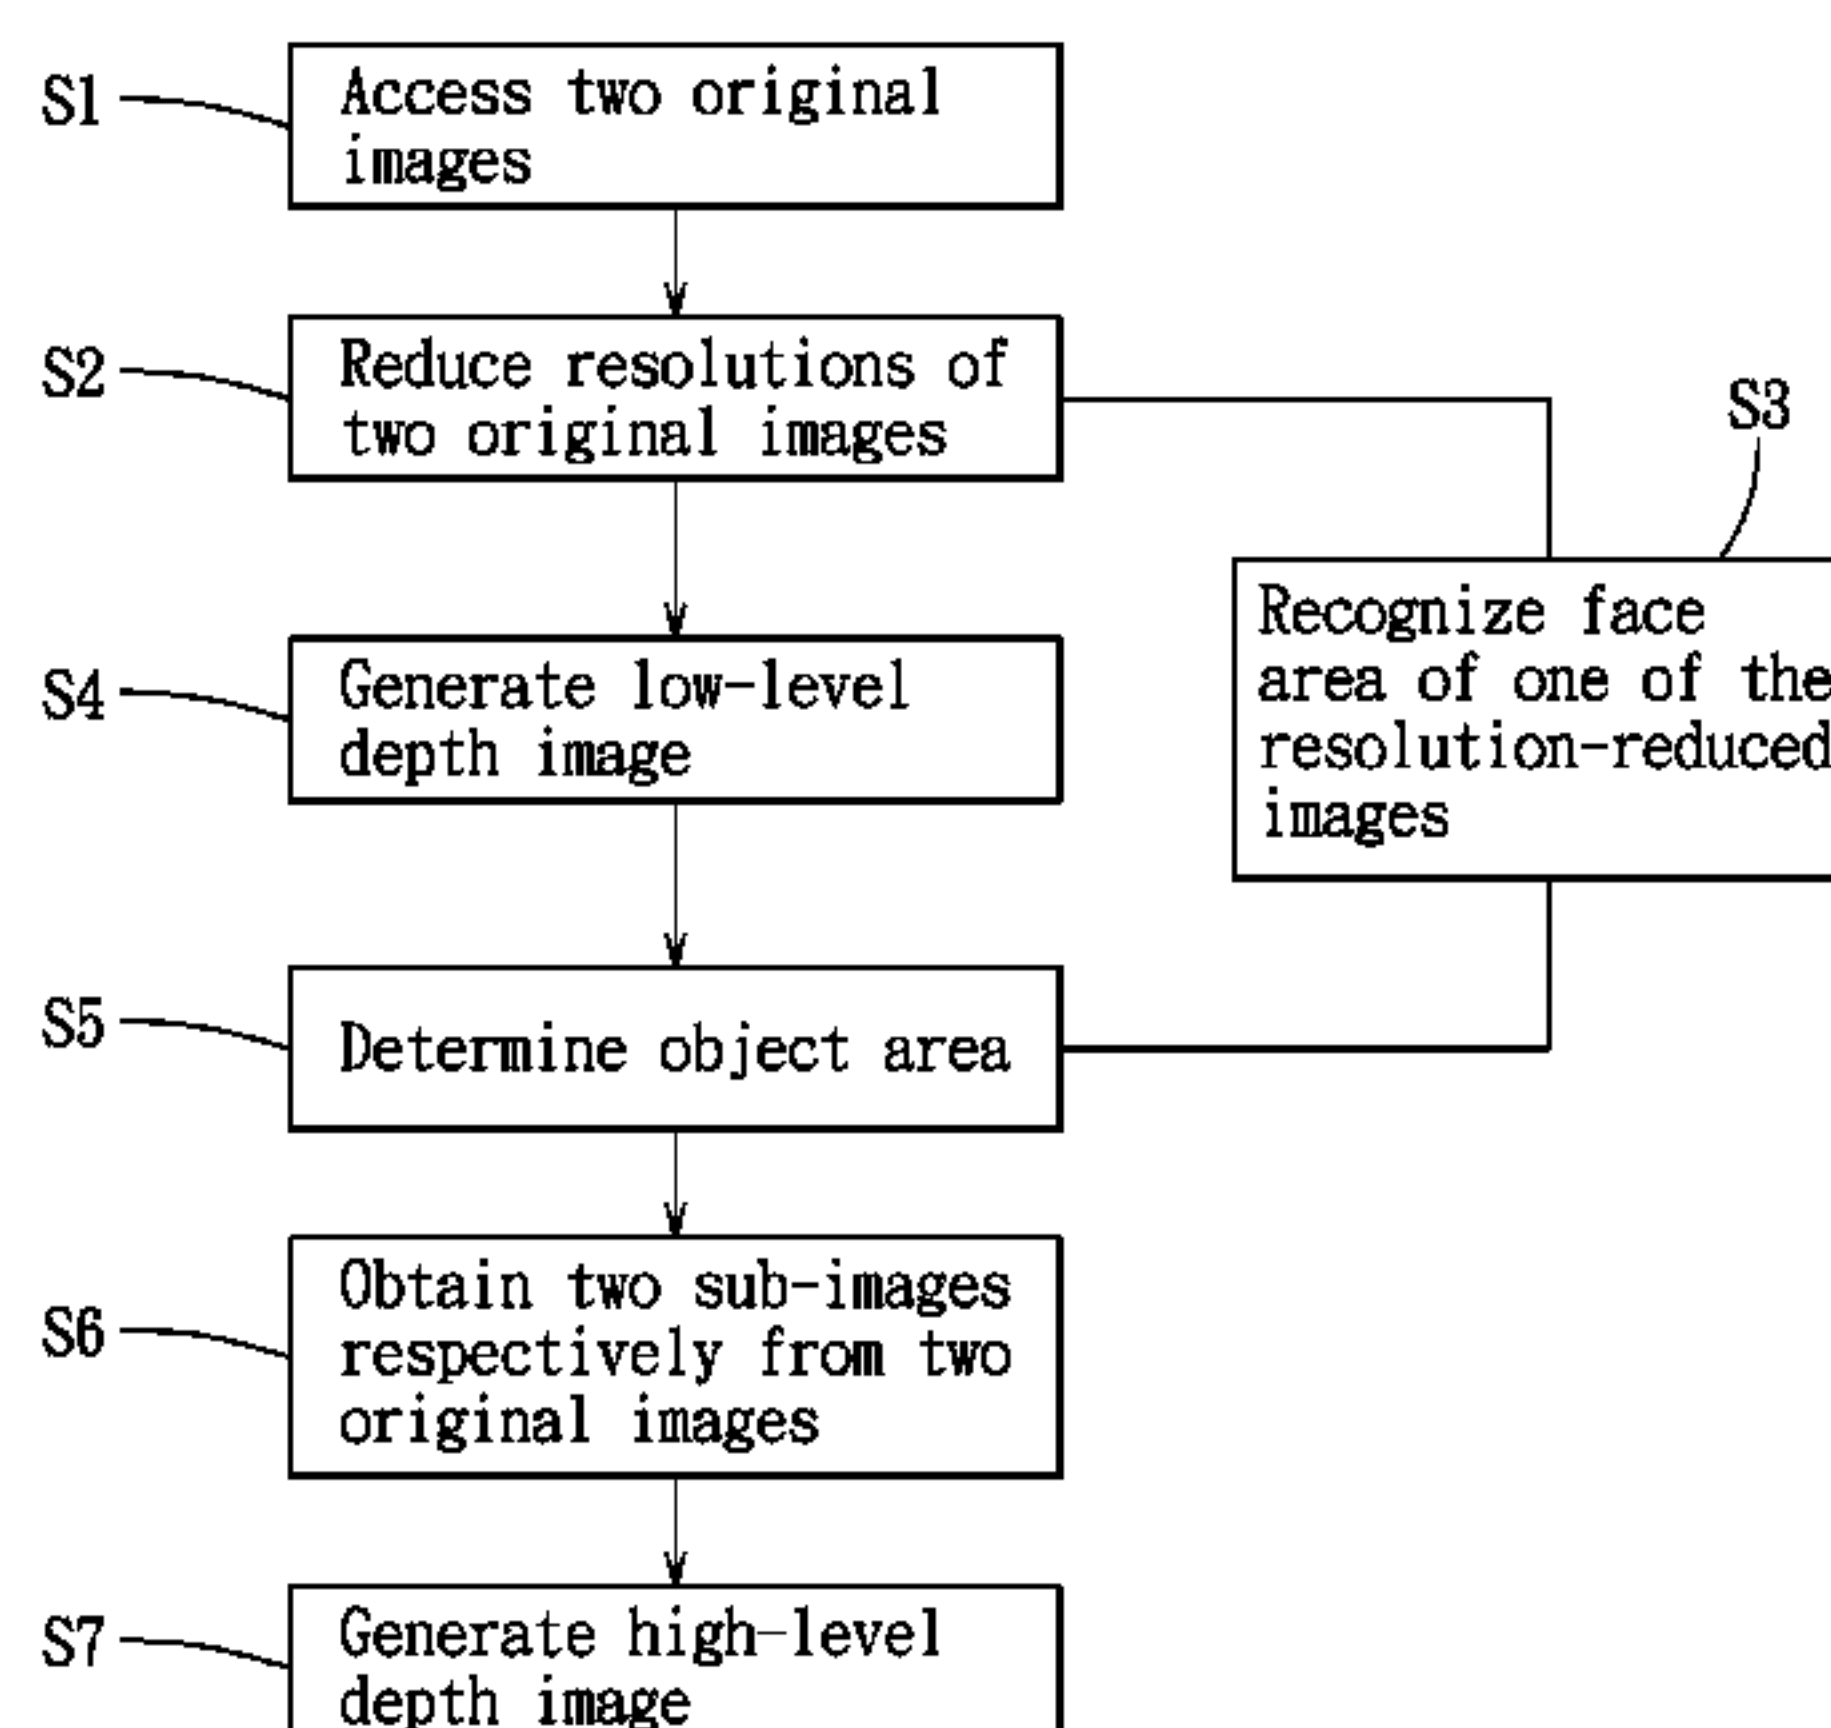 S1
Access two original
images
S2
Reduce resolutions of
two original images
S3
Recognize face
area of one of the
resolution-reduced
images
S4
Generate low-level
depth image
S5
Determine object area
S6
Obtain two sub-images
respectively from two
original images
S7
Generate high-level
depth image